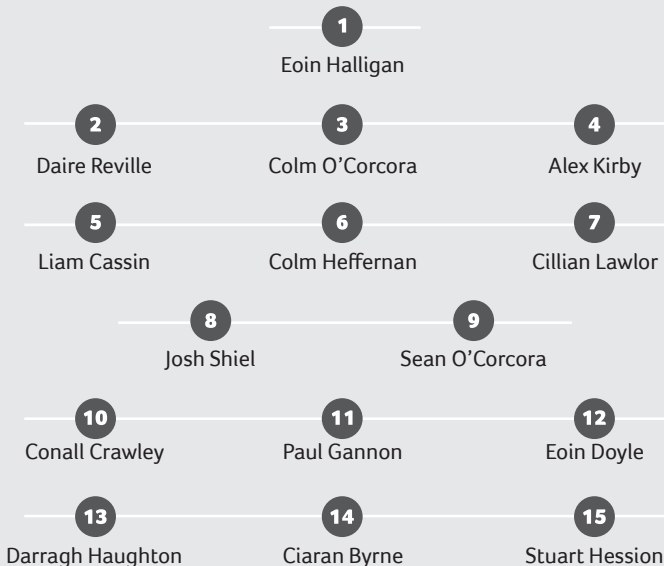 1
Eoin Halligan
2 3 4
Daire Reville Colm O'Corcora Alex Kirby
5 6 7
Liam Cassin Colm Heffernan Cillian Lawlor
8 9
Josh Shiel Sean O'Corcora
10 11 12
Conall Crawley Paul Gannon Eoin Doyle
13 14 15
Darragh Haughton Ciaran Byrne Stuart Hession